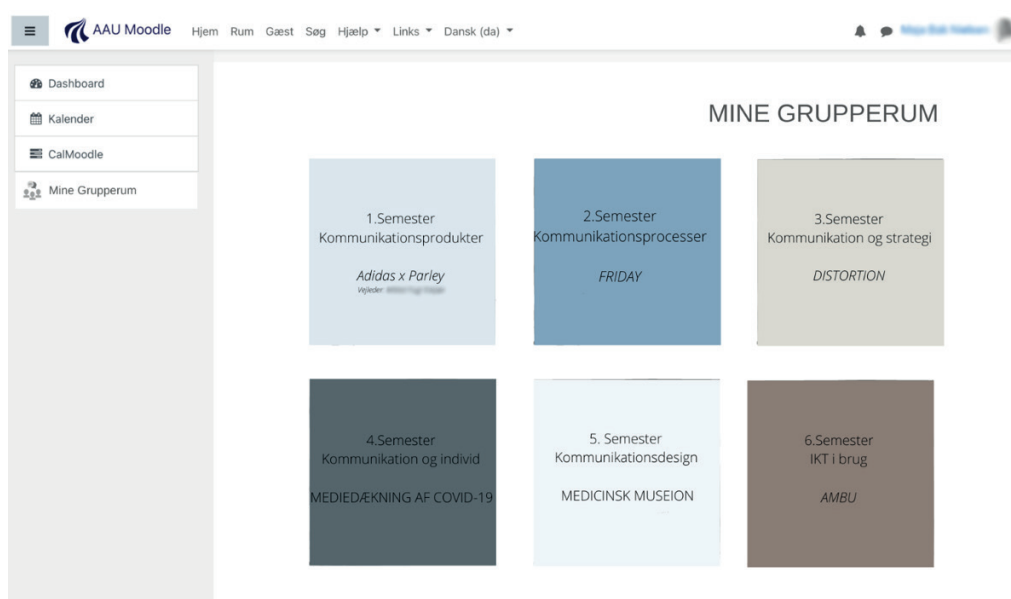 AAU Moodle Hjem Rum Gæst Søg Hjælp Links Dansk (da)
Dashboard
Kalender
CalMoodle
Mine Grupperum
MINE GRUPPERUM
1.Semester
Kommunikationsprodukter
Adidas x Parley
Vejleder
2.Semester
Kommunikationsprocesser
FRIDAY
3.Semester
Kommunikation og strategi
DISTORTION
4.Semester
Kommunikation og individ
MEDIEDÆKNING AF COVID-19
5. Semester
Kommunikationsdesign
MEDICINSK MUSEION
6.Semester
IKT i brug
AMBU